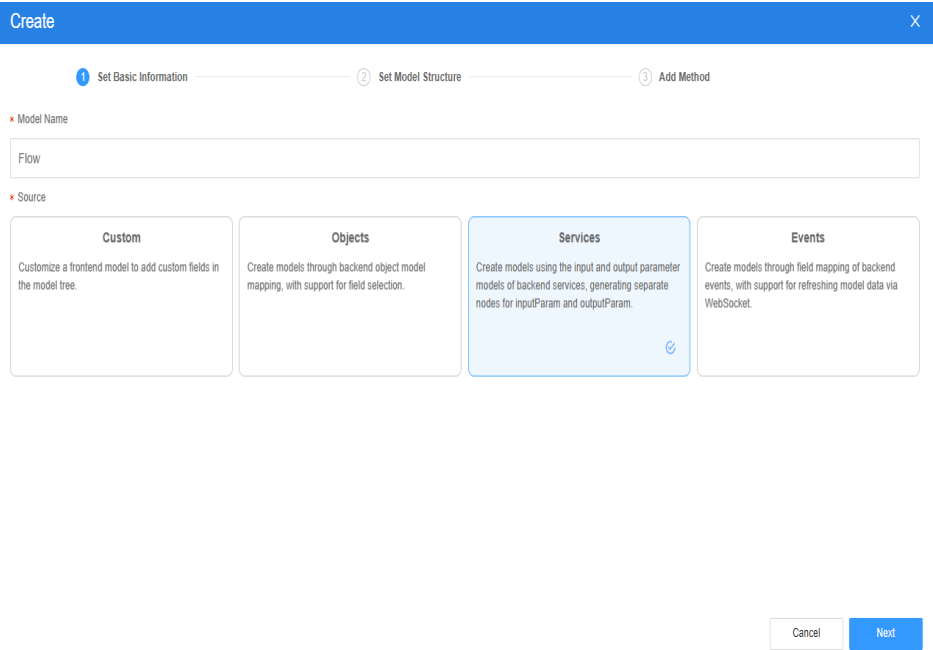 Create X
1 Set Basic Information 2 Set Model Structure 3 Add Method
* Model Name
Flow
* Source
Custom
Customize a frontend model to add custom fields in
the model tree.
Objects
Create models through backend object model
mapping, with support for field selection.
Services
Create models using the input and output parameter
models of backend services, generating separate
nodes for inputParam and outputParam.
Events
Create models through field mapping of backend
events, with support for refreshing model data via
WebSocket.
Cancel Next